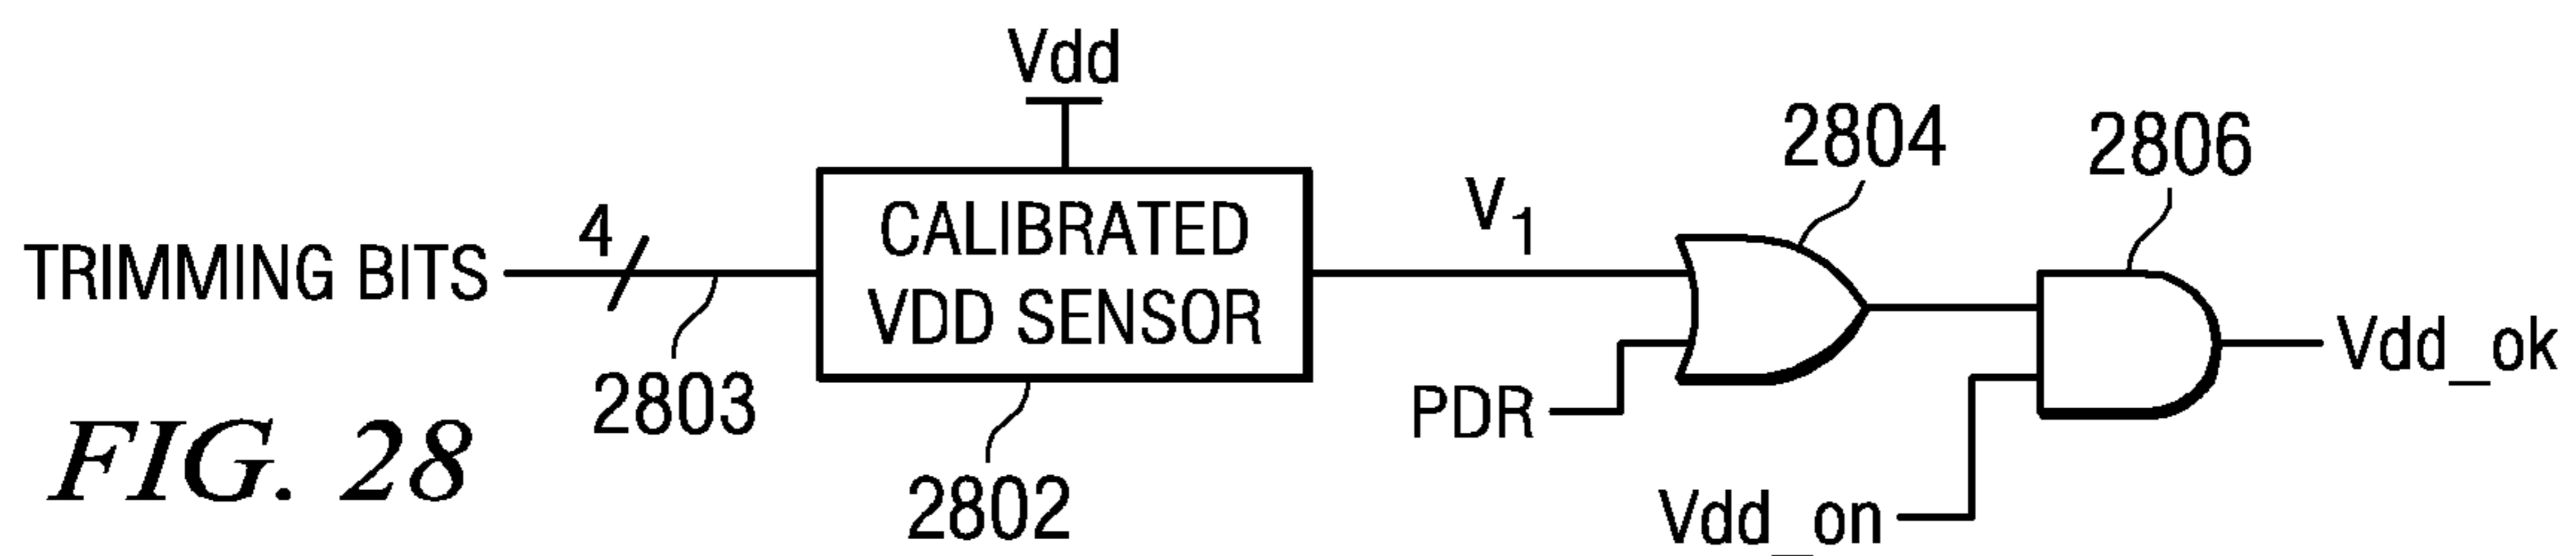 Vdd
2804
2806
4
V1
TRIMMING BITS
CALIBRATED
VDD SENSOR
Vdd_ok
2803
PDR
FIG. 28
2802
Vdd_on